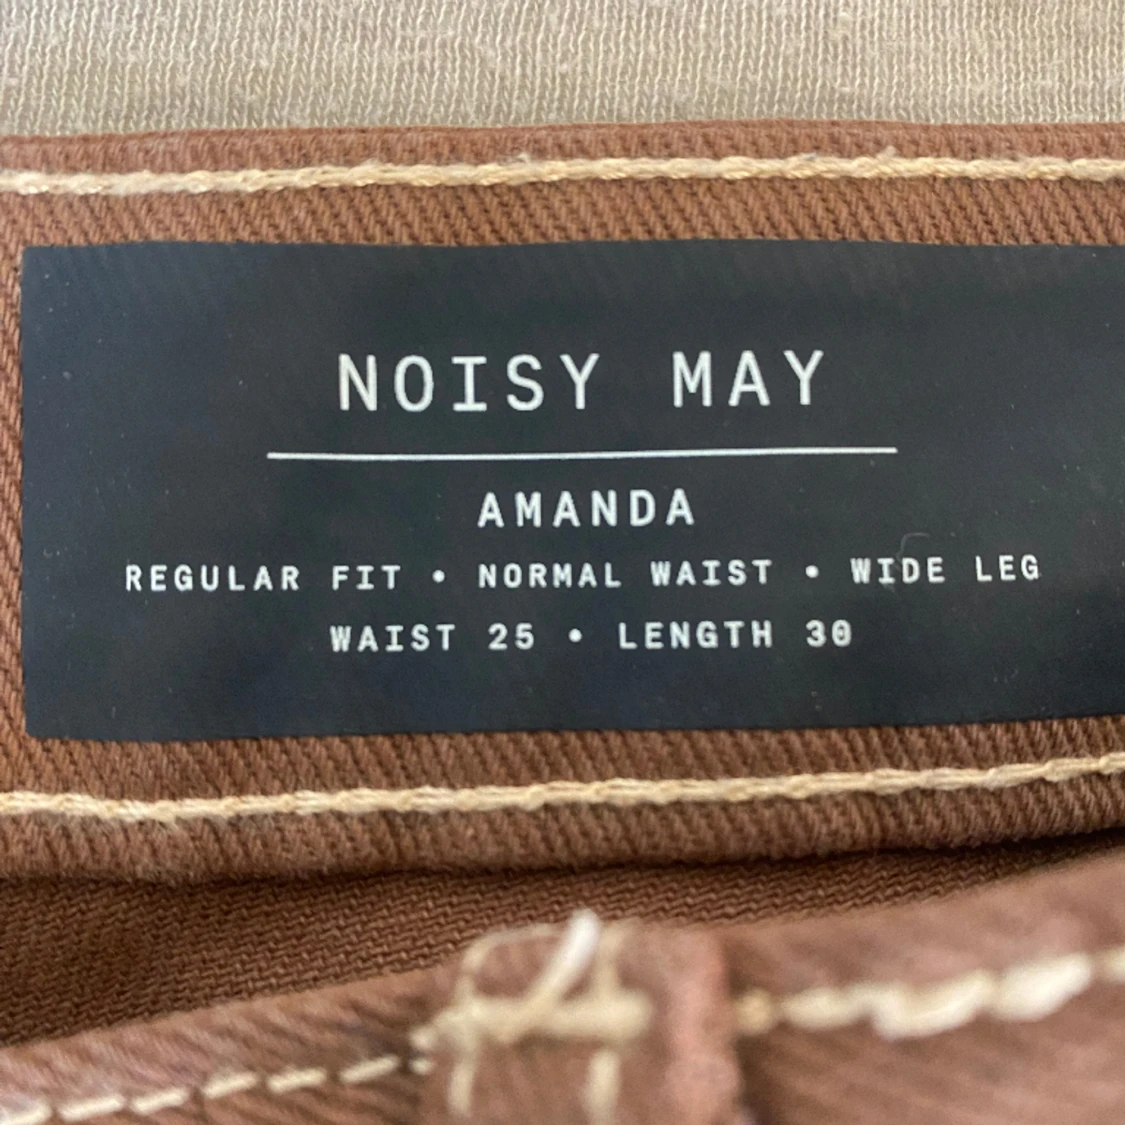 NOISY MAY
AMANDA
REGULAR FIT • NORMAL WAIST • WIDE LEG
WAIST 25 • LENGTH 30